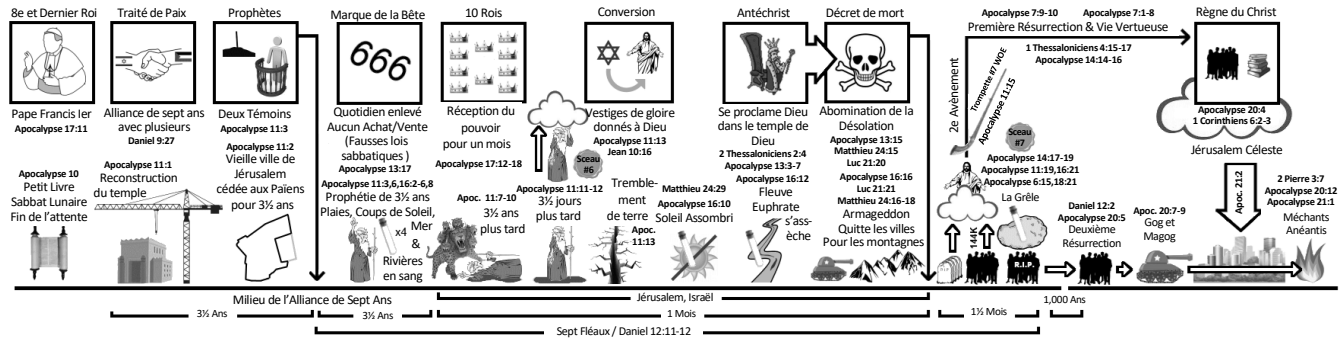 8e et Dernier Roi
Pape Francis Ier
Apocalypse 17:11
Apocalypse 10
Petit Livre
Sabbat Lunaire
Fin de l'attente
Traité de Paix
Alliance de sept ans
avec plusieurs
Daniel 9:27
Apocalypse 11:1
Reconstruction
du temple
Prophètes
Deux Témoins
Apocalypse 11:3
Apocalypse 11:2
Vieille ville de
Jérusalem
cédée aux Païens
pour 3½ ans
Marque de la Bête
666
Quotidien enlevé
Aucun Achat/Vente
(Fausses lois
sabbatiques )
Apocalypse 13:17
Apocalypse 11:3,6,16:2-6,8
Prophétie de 3½ ans
Plaies, Coups de Soleil,
x4
Mer
&
Rivières
en sang
10 Rois
Réception du
pouvoir
pour un mois
Apocalypse 17:12-18
Apoc. 11:7-10
3½ ans
plus tard
Apocalypse 11:11-12
3½ jours
plus tard
Conversion
Vestiges de gloire
donnés à Dieu
Apocalypse 11:13
Jean 10:16
Sceau
#6
Tremble-
ment
de terre
Apoc.
11:13
Matthieu 24:29
Apocalypse 16:10
Soleil Assombri
Antéchrist
Se proclame Dieu
dans le temple de
Dieu
2 Thessaloniciens 2:4
Apocalypse 13:3-7
Apocalypse 16:12
Fleuve
Euphrate
s'ass-
èche
Décret de mort
Abomination de la
Désolation
Apocalypse 13:15
Matthieu 24:15
Luc 21:20
Apocalypse 16:16
Luc 21:21
Matthieu 24:16-18
Armageddon
Quitte les villes
Pour les montagnes
Apocalypse 7:9-10
Apocalypse 7:1-8
Première Résurrection & Vie Vertueuse
1 Thessaloniciens 4:15-17
Apocalypse 14:14-16
2e Avènement
Trompette #7 WOE
Apocalypse 11:15
Sceau
#7
Apocalypse 14:17-19
Apocalypse 11:19,16:21
Apocalypse 6:15,18:21
La Grêle
144K
R.I.P.
Daniel 12:2
Apocalypse 20:5
Deuxième
Résurrection
Apoc. 20:7-9
Gog et
Magog
Règne du Christ
Apocalypse 20:4
1 Corinthiens 6:2-3
Jérusalem Céleste
Apoc. 21:2
2 Pierre 3:7
Apocalypse 20:12
Apocalypse 21:1
Méchants
Anéantis
Milieu de l'Alliance de Sept Ans
Jérusalem, Israël
1,000 Ans
3½ Ans
3½ Ans
1 Mois
1½ Mois
Sept Fléaux / Daniel 12:11-12